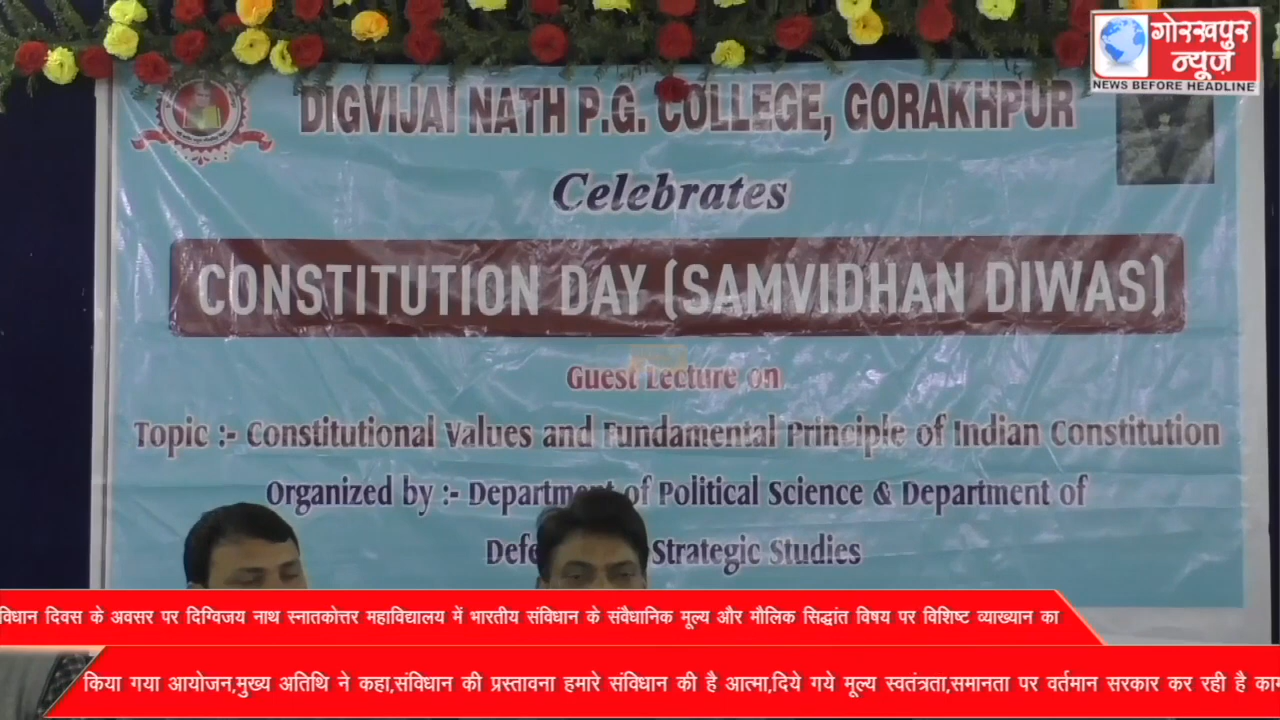 गोरखपुर
न्यूज़
NEWS BEFORE HEADLINE
DIGVIJAI NATH P.G. COLLEGE, GORAKHPUR
Celebrates
CONSTITUTION DAY (SAMVIDHAN DIWAS)
Guest Lecture on
Topic :- Constitutional Values and Fundamental Principle of Indian Constitution
Organized by :- Department of Political Science & Department of
Strategic Studies
विधान दिवस के अवसर पर दिग्विजय नाथ स्नातकोत्तर महाविद्यालय में भारतीय संविधान के संवैधानिक मूल्य और मौलिक सिद्धांत विषय पर विशिष्ट व्याख्यान का
किया गया आयोजन,मुख्य अतिथि ने कहा,संविधान की प्रस्तावना हमारे संविधान की है आत्मा,दिये गये मूल्य स्वतंत्रता,समानता पर वर्तमान सरकार कर रही है काम